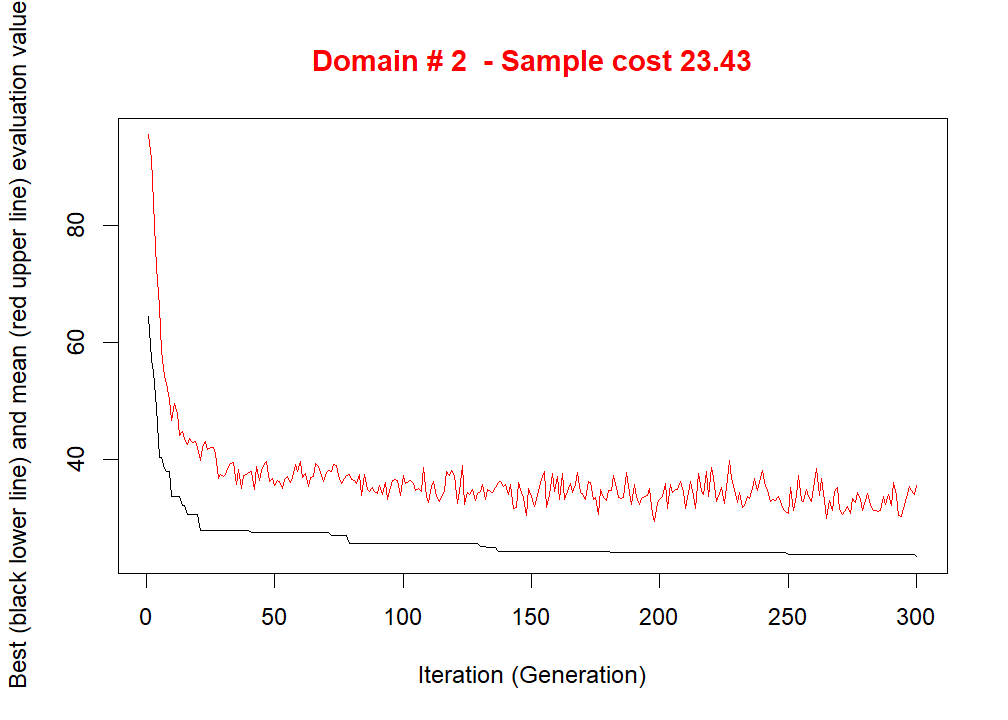 Domain # 2  - Sample cost 23.43
Best (black lower line) and mean (red upper line) evaluation value
80
60
40
0 50 100 150 200 250 300
Iteration (Generation)